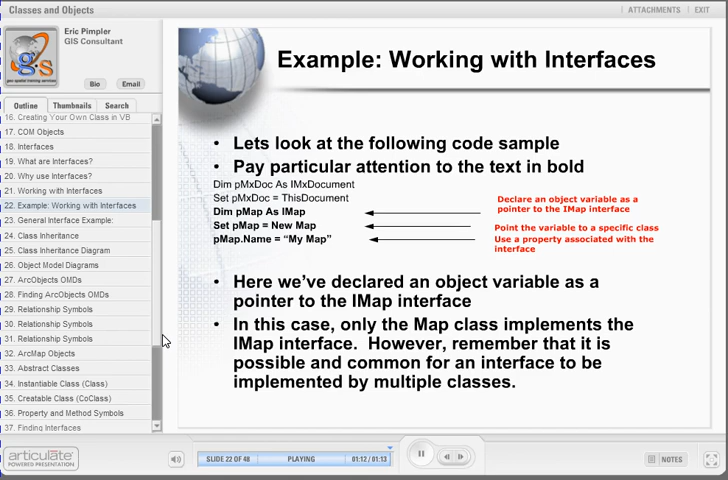 Classes and Objects
ATTACHMENTS
EXIT
Eric Pimpler
GIS Consultant
gis
Bio
Email
Outline
Thumbnails
Search
16. Creating Your Own Class in VB
17. COM Objects
18. Interfaces
19. What are Interfaces?
20. Why use Interfaces?
21. Working with Interfaces
22. Example: Working with Interfaces
23. General Interface Example:
24. Class Inheritance
25. Class Inheritance Diagram
26. Object Model Diagrams
27. ArcObjects OMDs
28. Finding ArcObjects OMDs
29. Relationship Symbols
30. Relationship Symbols
31. Relationship Symbols
32. ArcMap Objects
33. Abstract Classes
34. Instantiable Class (Class)
35. Creatable Class (CoClass)
36. Property and Method Symbols
37. Finding Interfaces
Example: Working with Interfaces
• Lets look at the following code sample
• Pay particular attention to the text in bold
Dim pMxDoc As IMxDocument
Set pMxDoc = ThisDocument
Dim pMap As IMap
Set pMap = New Map
pMap.Name = “My Map”
Declare an object variable as a
pointer to the IMap interface
Point the variable to a specific class
Use a property associated with the
interface
• Here we’ve declared an object variable as a
pointer to the IMap interface
• In this case, only the Map class implements the
IMap interface. However, remember that it is
possible and common for an interface to be
implemented by multiple classes.
articulate
POWERED PRESENTATION
SLIDE 22 OF 48
PLAYING
01:12 / 01:13
NOTES